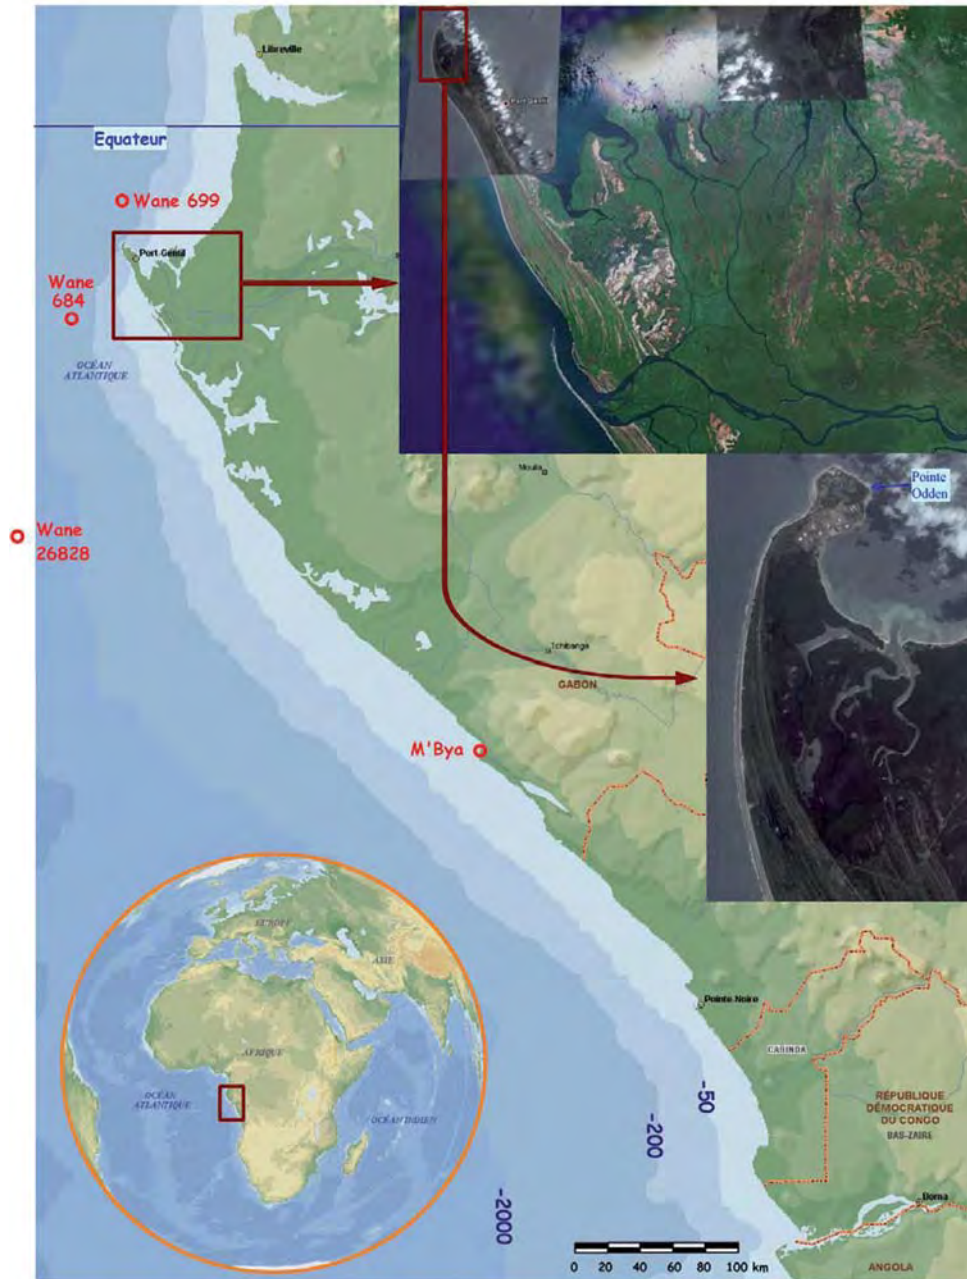 Libreville
Equateur
Wane 699
Port-Gentil
Port-Gentil
Wane
684
OCÉAN
ATLANTIQUE
Mouila
Pointe
Odden
Wane
26828
Tchibanga
GABON
M'Bya
EUROPE
ASIE
AFRIQUE
OCÉAN
ATLANTIQUE
OCÉAN INDIEN
Pointe-Noire
CABINDA
RÉPUBLIQUE
DÉMOCRATIQUE
DU CONGO
BAS-ZAIRE
-50
-200
-2000
Boma
0 20 40 60 80 100 km
ANGOLA